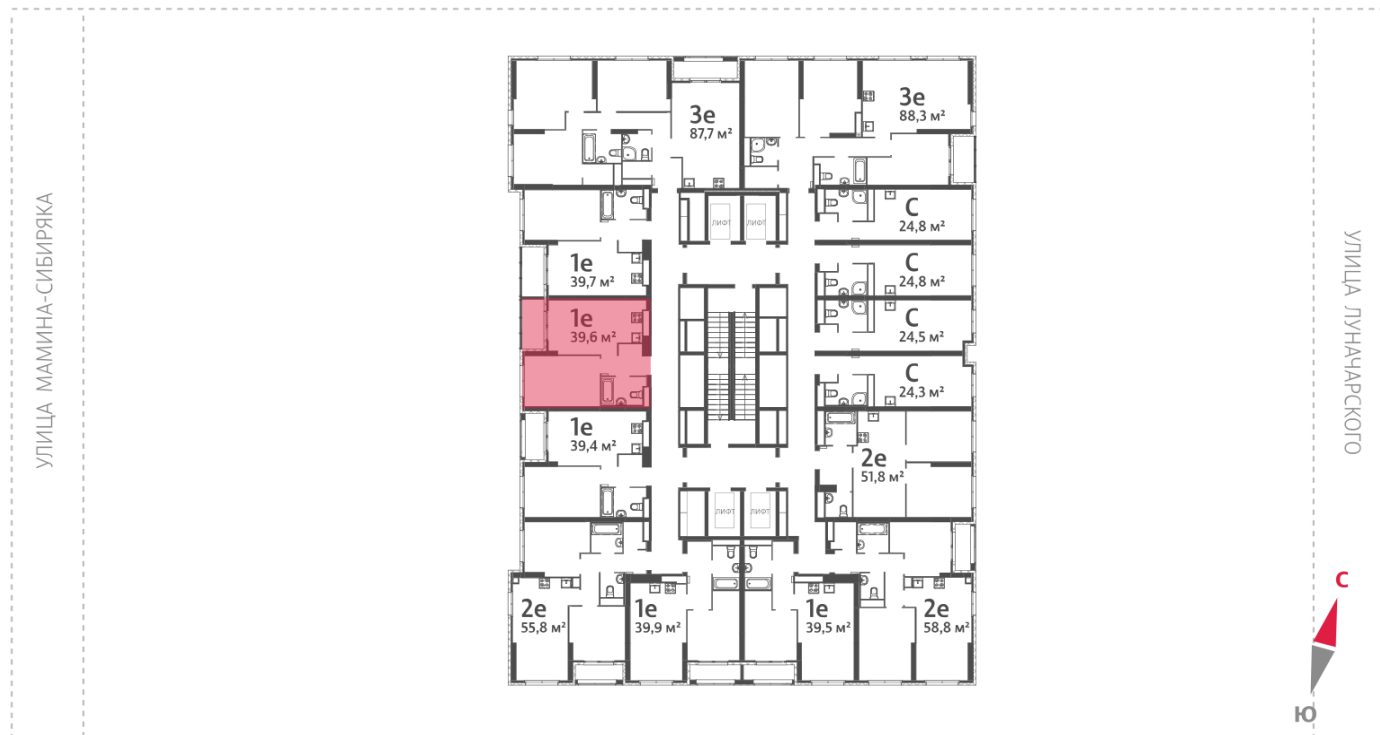 УЛИЦА МАМИНА-СИБИРЯКА
3е
87,7 м²
3е
88,3 м²
ЛИФТ
ЛИФТ
С
24,8 м²
1е
39,7 м²
С
24,8 м²
1е
39,6 м²
С
24,5 м²
С
24,3 м²
1е
39,4 м²
2е
51,8 м²
ЛИФТ
ЛИФТ
2е
55,8 м²
1е
39,9 м²
1е
39,5 м²
2е
58,8 м²
УЛИЦА ЛУНАЧАРСКОГО
С
Ю